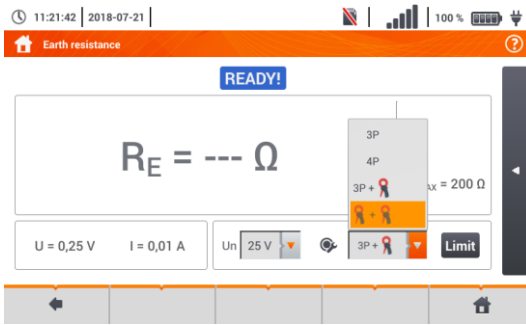 11:21:42 2018-07-21 100 %
Earth resistance ?
READY!
RE = --- Ω
3P
4P
3P +
+
= 200 Ω
U = 0,25 V I = 0,01 A Un 25 V 3P + Limit